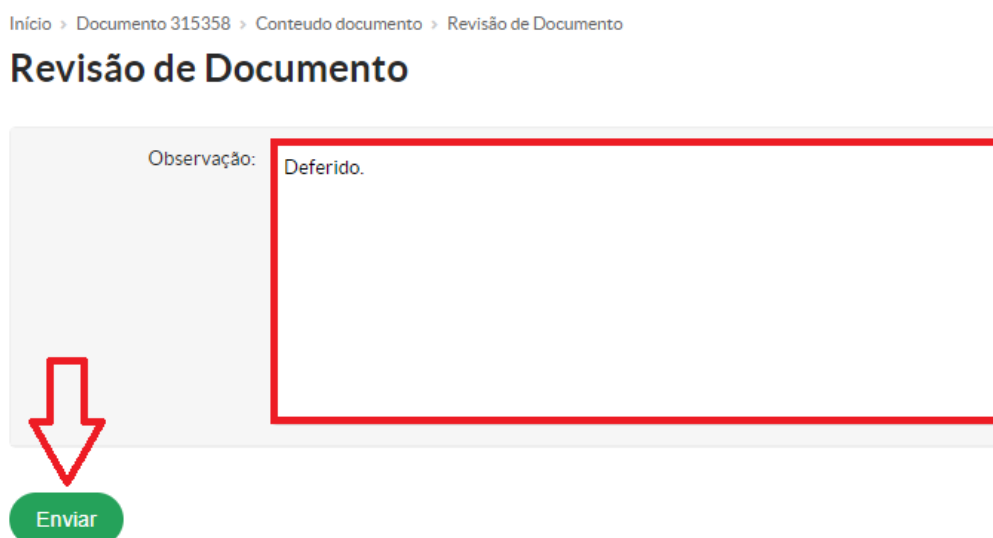 Início > Documento 315358 > Conteudo documento > Revisão de Documento
Revisão de Documento
Observação:
Deferido.
Enviar